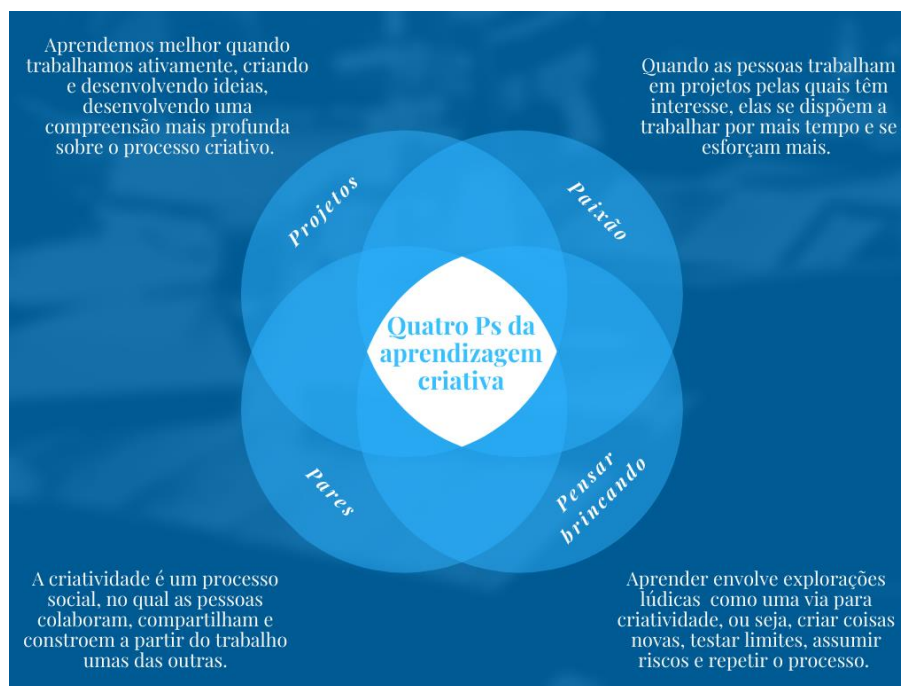 Aprendemos melhor quando
trabalhamos ativamente, criando
e desenvolvendo ideias,
desenvolvendo uma
compreensão mais profunda
sobre o processo criativo.
Quando as pessoas trabalham
em projetos pelas quais têm
interesse, elas se dispõem a
trabalhar por mais tempo e se
esforçam mais.
Projetos
Paixão
Quatro Ps da
aprendizagem
criativa
Pares
Pensar
brincando
A criatividade é um processo
social, no qual as pessoas
colaboram, compartilham e
constroem a partir do trabalho
umas das outras.
Aprender envolve explorações
lúdicas como uma via para
criatividade, ou seja, criar coisas
novas, testar limites, assumir
riscos e repetir o processo.